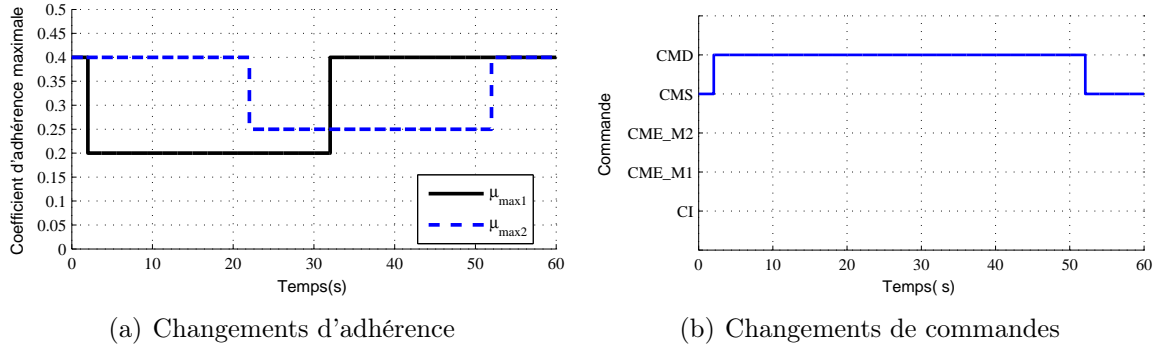 Coefficient d'adhérence maximale
0.5
0.45
0.4
0.35
0.3
0.25
0.2
0.15
0.1
0.05
0
0 10 20 30 40 50 60
Temps(s)
μmax1
μmax2
(a) Changements d'adhérence
Commande
CMD
CMS
CME_M2
CME_M1
CI
0 10 20 30 40 50 60
Temps( s)
(b) Changements de commandes